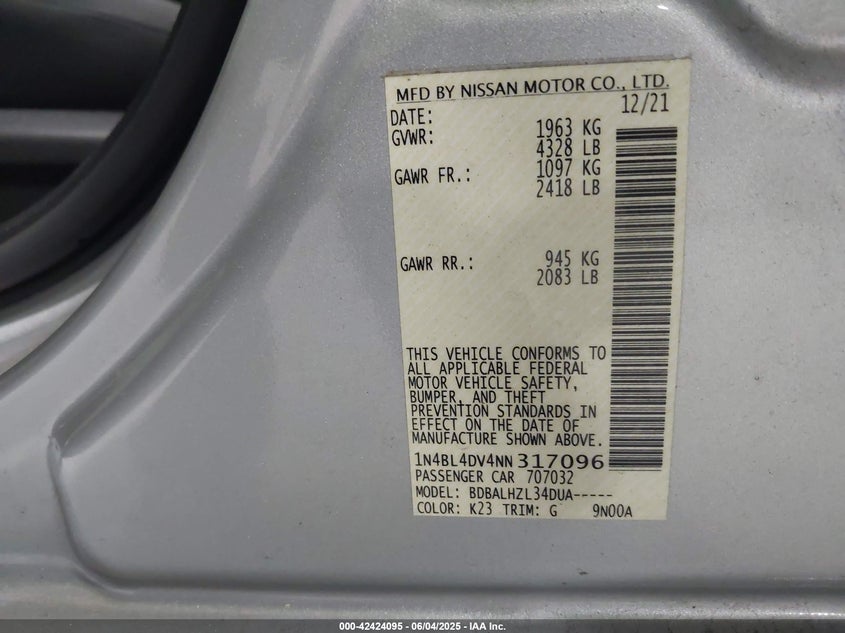 MFD BY NISSAN MOTOR CO., LTD.
DATE: 12/21
GVWR: 1963 KG
4328 LB
GAWR FR.: 1097 KG
2418 LB
GAWR RR.: 945 KG
2083 LB
THIS VEHICLE CONFORMS TO
ALL APPLICABLE FEDERAL
MOTOR VEHICLE SAFETY,
BUMPER, AND THEFT
PREVENTION STANDARDS IN
EFFECT ON THE DATE OF
MANUFACTURE SHOWN ABOVE.
1N4BL4DV4NN317096
PASSENGER CAR 707032
MODEL: BDBALHZL34DUA-----
COLOR: K23 TRIM: G 9N00A
000-42424095 - 06/04/2025 - IAA Inc.